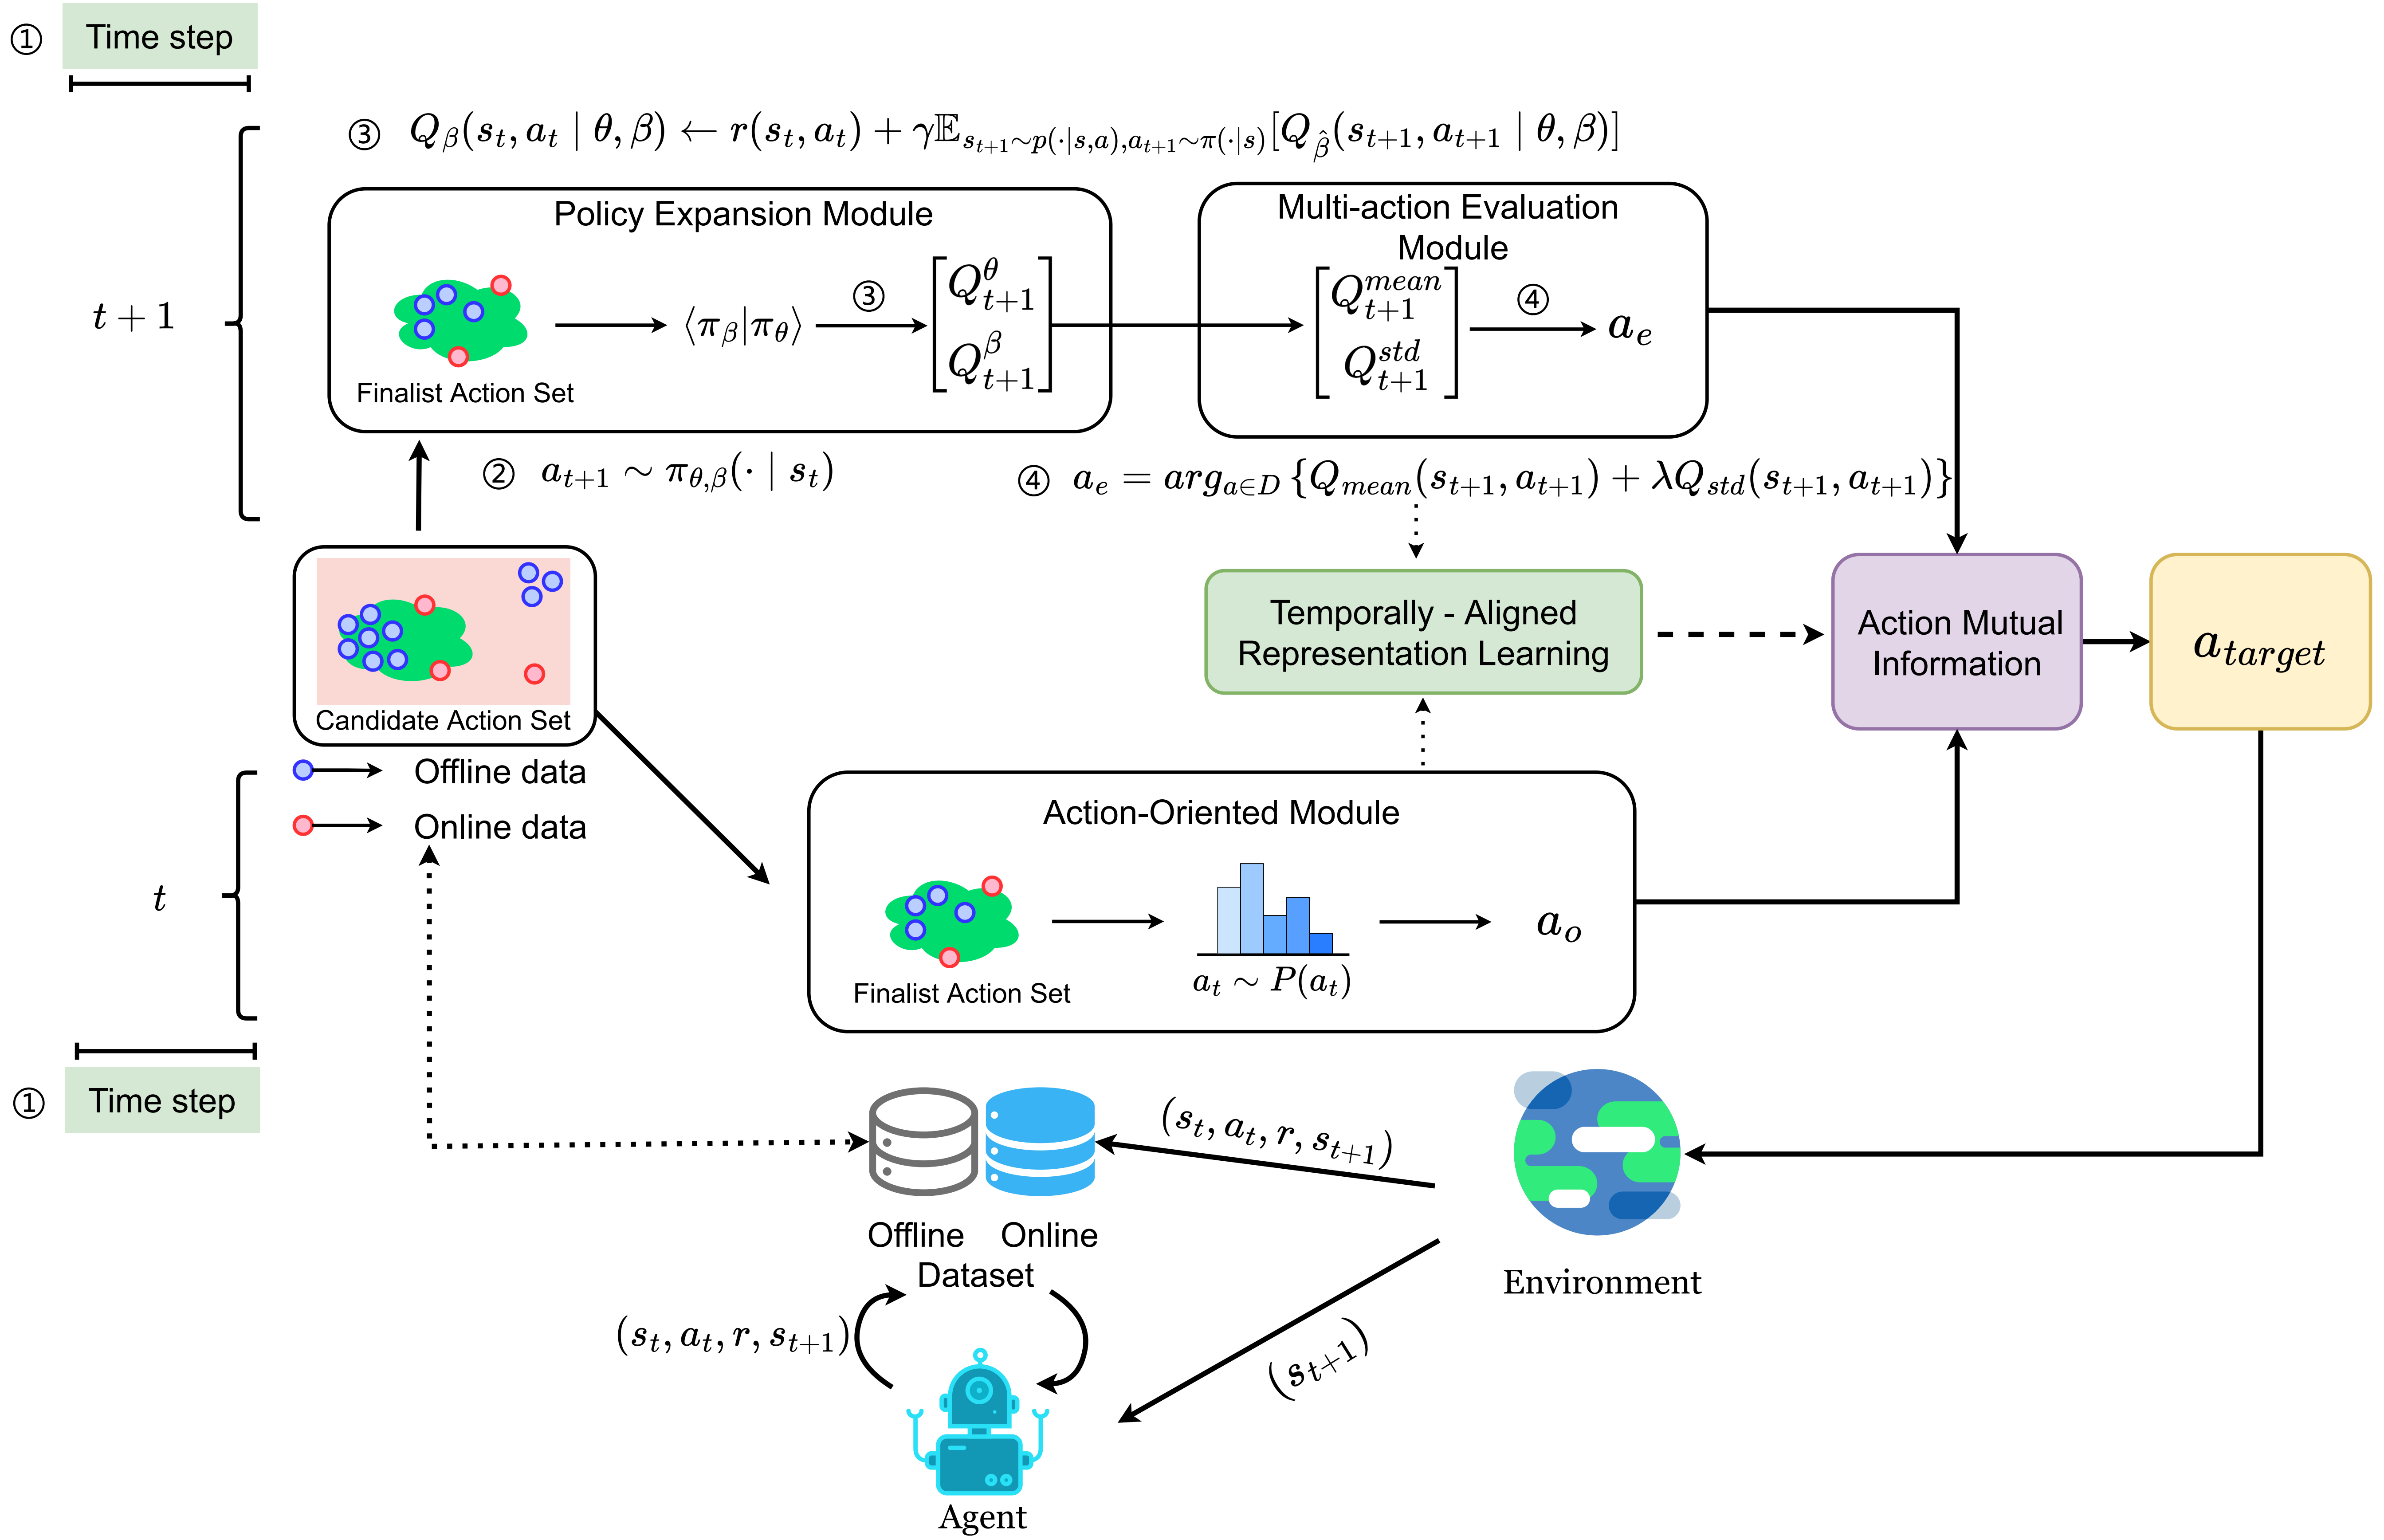 ① Time step
③ Q_β(s_t, a_t | θ, β) ← r(s_t, a_t) + γ𝔼_{s_{t+1}∼p(·|s,a),a_{t+1}∼π(·|s)}[Q_{\hat{β}}(s_{t+1}, a_{t+1} | θ, β)]
Policy Expansion Module
Multi-action Evaluation
Module
t + 1
Finalist Action Set
⟨π_β|π_θ⟩
③
Q^θ_{t+1}
Q^β_{t+1}
Q^{mean}_{t+1}
Q^{std}_{t+1}
④
a_e
② a_{t+1} ∼ π_{θ,β}(· | s_t)
④ a_e = arg_{a∈D} {Q_{mean}(s_{t+1}, a_{t+1}) + λQ_{std}(s_{t+1}, a_{t+1})}
Candidate Action Set
Temporally - Aligned
Representation Learning
Action Mutual
Information
a_{target}
Offline data
Online data
t
Action-Oriented Module
Finalist Action Set
a_t ∼ P(a_t)
a_o
① Time step
(s_t, a_t, r, s_{t+1})
Offline Online
Dataset
Environment
(s_t, a_t, r, s_{t+1})
(s_{t+1})
Agent